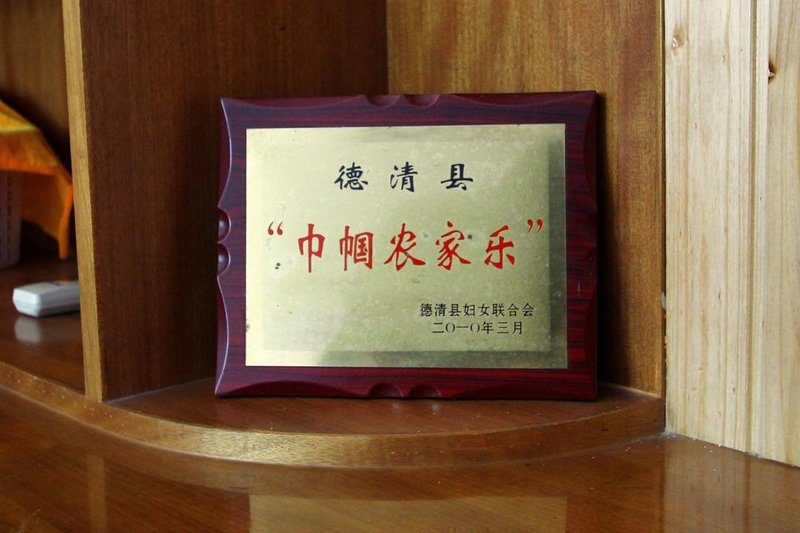 德清县
“巾帼农家乐”
德清县妇女联合会
二〇一〇年三月